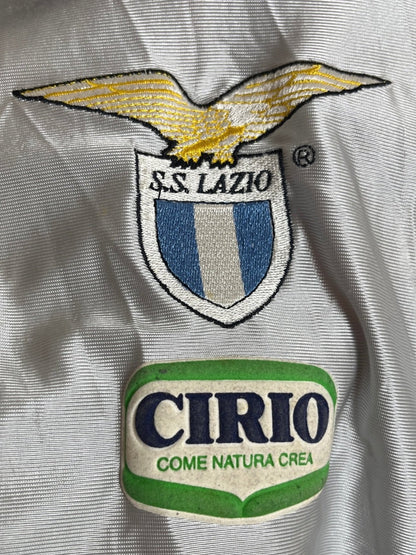 S.S. LAZIO
®
CIRIO
COME NATURA CREA